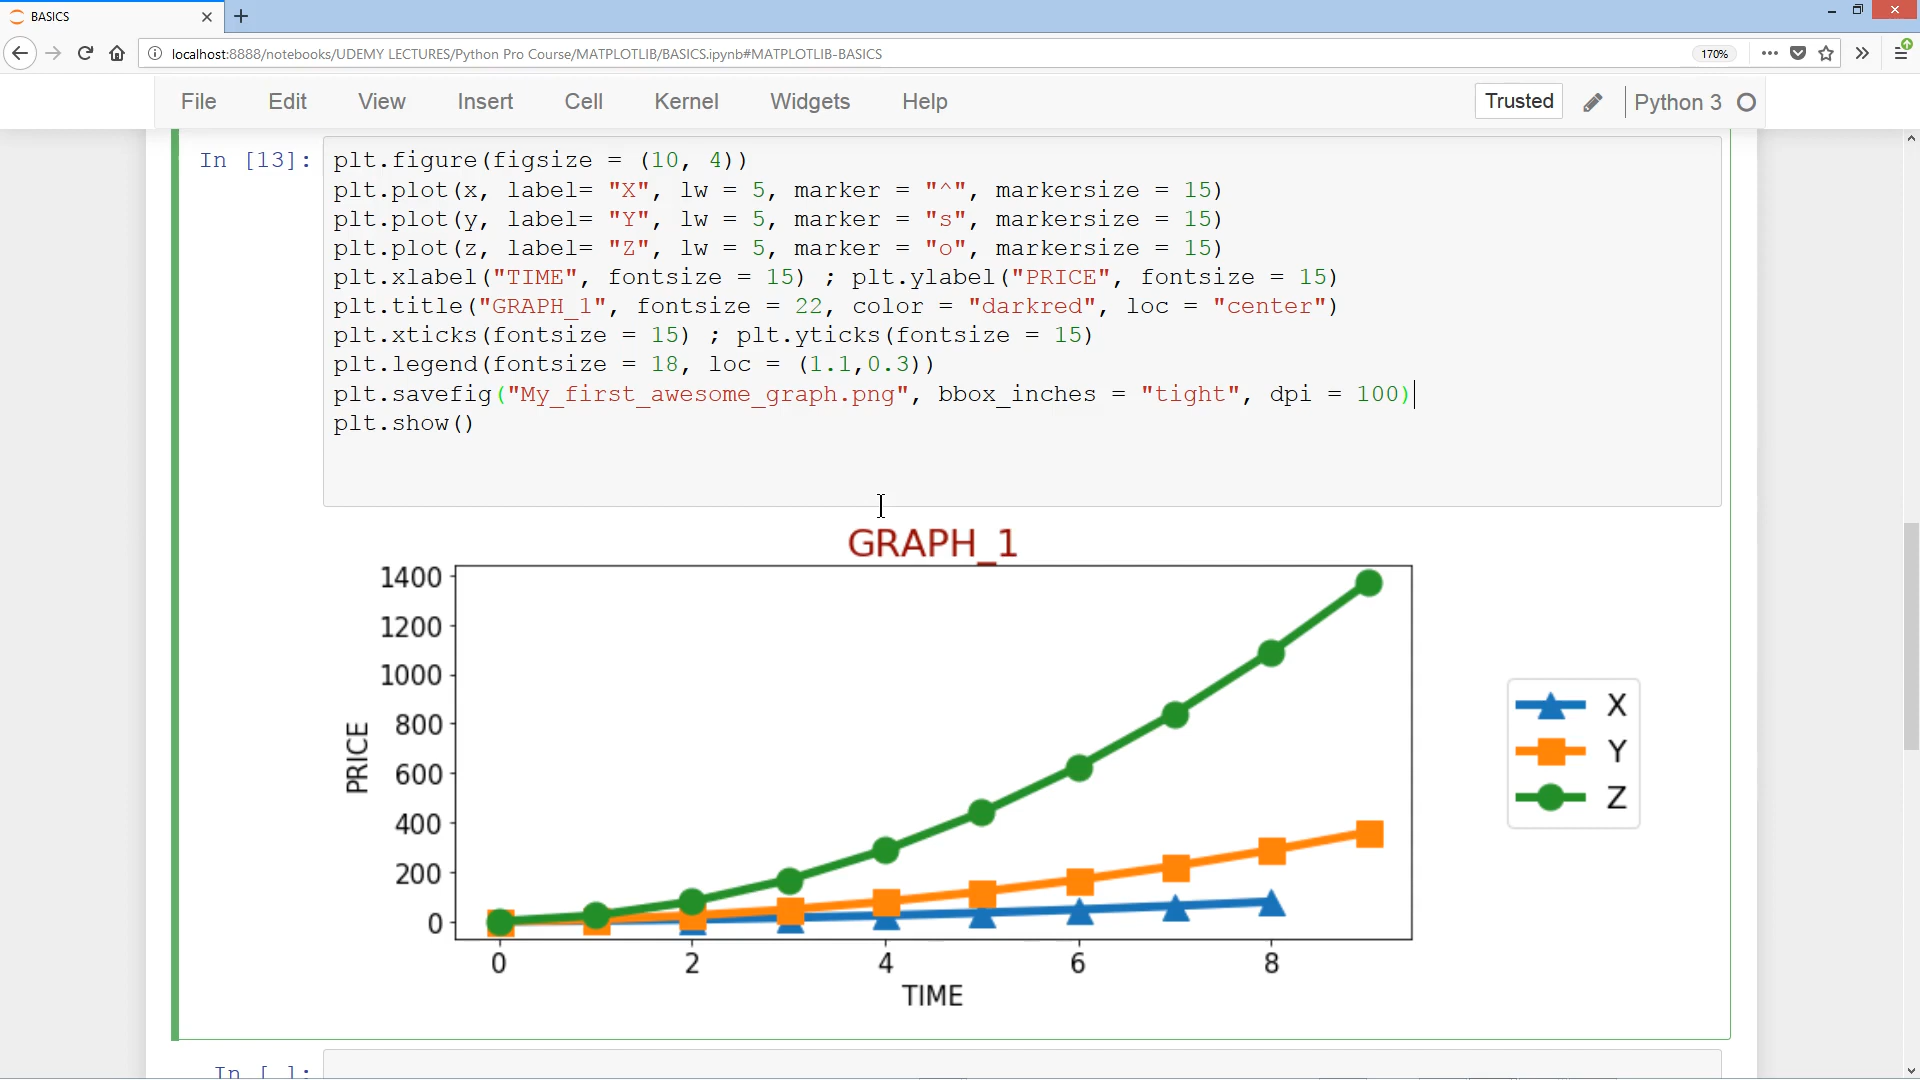 BASICS
localhost:8888/notebooks/UDEMY LECTURES/Python Pro Course/MATPLOTLIB/BASICS.ipynb#MATPLOTLIB-BASICS
170%
File Edit View Insert Cell Kernel Widgets Help
Trusted
Python 3
In [13]:
plt.figure(figsize = (10, 4))
plt.plot(x, label= "X", lw = 5, marker = "^", markersize = 15)
plt.plot(y, label= "Y", lw = 5, marker = "s", markersize = 15)
plt.plot(z, label= "Z", lw = 5, marker = "o", markersize = 15)
plt.xlabel("TIME", fontsize = 15) ; plt.ylabel("PRICE", fontsize = 15)
plt.title("GRAPH_1", fontsize = 22, color = "darkred", loc = "center")
plt.xticks(fontsize = 15) ; plt.yticks(fontsize = 15)
plt.legend(fontsize = 18, loc = (1.1,0.3))
plt.savefig("My_first_awesome_graph.png", bbox_inches = "tight", dpi = 100)
plt.show()
GRAPH_1
1400
1200
1000
800
600
400
200
0
PRICE
0 2 4 6 8
TIME
X
Y
Z
In [ ]: